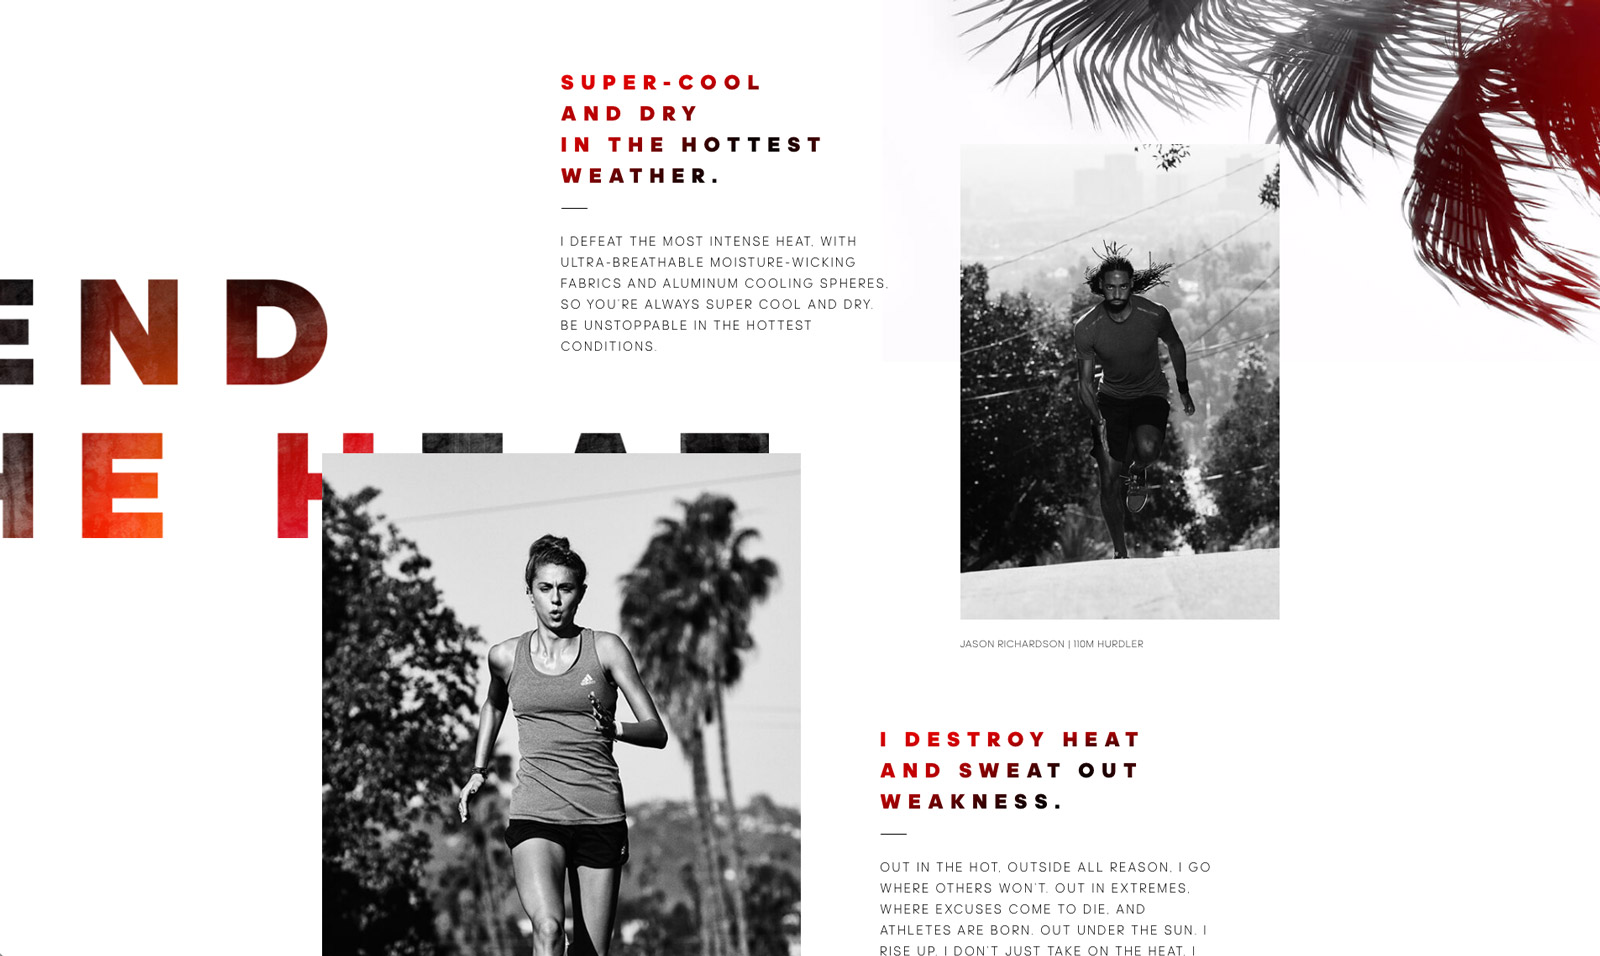 SUPER-COOL
AND DRY
IN THE HOTTEST
WEATHER.
I DEFEAT THE MOST INTENSE HEAT, WITH
ULTRA-BREATHABLE MOISTURE-WICKING
FABRICS AND ALUMINUM COOLING SPHERES,
SO YOU'RE ALWAYS SUPER COOL AND DRY.
BE UNSTOPPABLE IN THE HOTTEST
CONDITIONS.
END
HE HEAT
JASON RICHARDSON | 110M HURDLER
I DESTROY HEAT
AND SWEAT OUT
WEAKNESS.
OUT IN THE HOT, OUTSIDE ALL REASON, I GO
WHERE OTHERS WON'T. OUT IN EXTREMES,
WHERE EXCUSES COME TO DIE, AND
ATHLETES ARE BORN. OUT UNDER THE SUN. I
RISE UP. I DON'T JUST TAKE ON THE HEAT. I